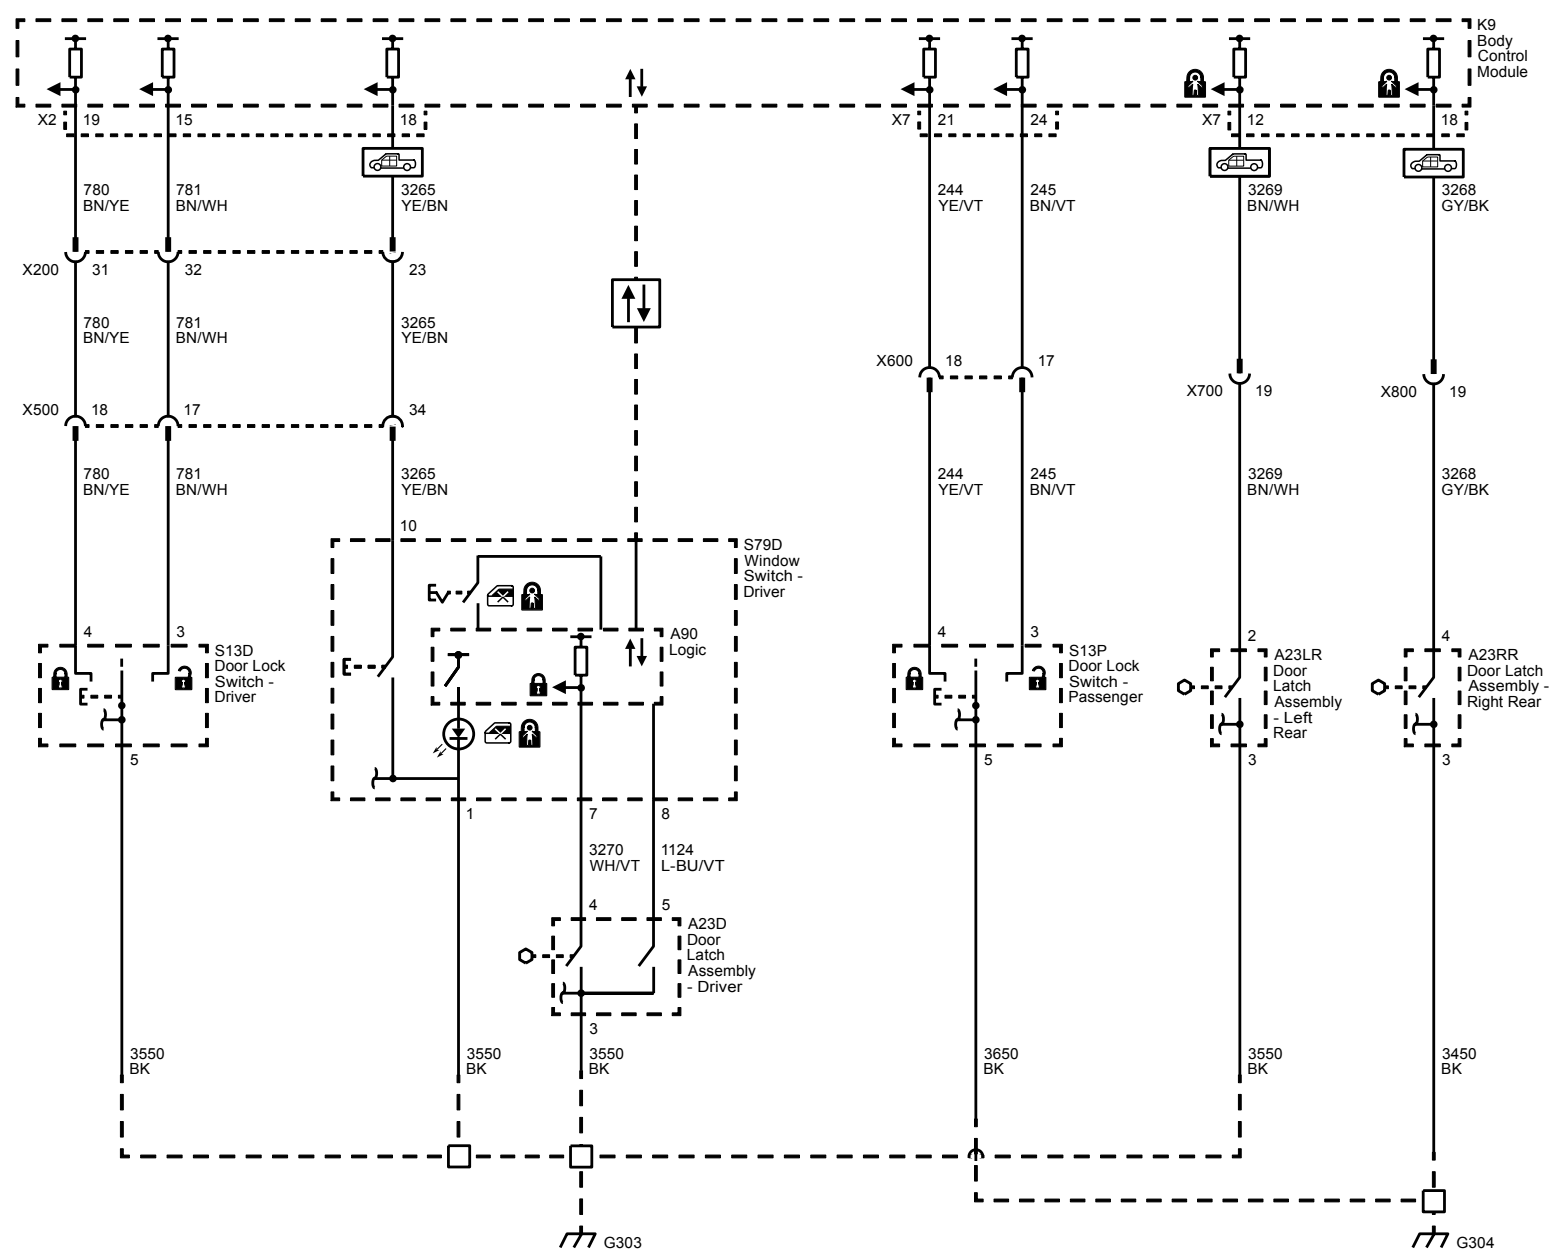 K9
Body
Control
Module
X2 19 15 18 X7 21 24 X7 12 18
780
BN/YE
781
BN/WH
3265
YE/BN
244
YE/VT
245
BN/VT
3269
BN/WH
3268
GY/BK
X200 31 32 23
780
BN/YE
781
BN/WH
3265
YE/BN
X600 18 17
X700 19
X800 19
X500 18 17 34
780
BN/YE
781
BN/WH
3265
YE/BN
244
YE/VT
245
BN/VT
3269
BN/WH
3268
GY/BK
10
S79D
Window
Switch -
Driver
4 3
S13D
Door Lock
Switch -
Driver
5
A90
Logic
4 3
S13P
Door Lock
Switch -
Passenger
5
2
A23LR
Door
Latch
Assembly
- Left
Rear
3
4
A23RR
Door Latch
Assembly -
Right Rear
3
1 7 8
3270
WH/VT
1124
L-BU/VT
4 5
A23D
Door
Latch
Assembly
- Driver
3
3550
BK
3550
BK
3550
BK
3650
BK
3550
BK
3450
BK
G303
G304